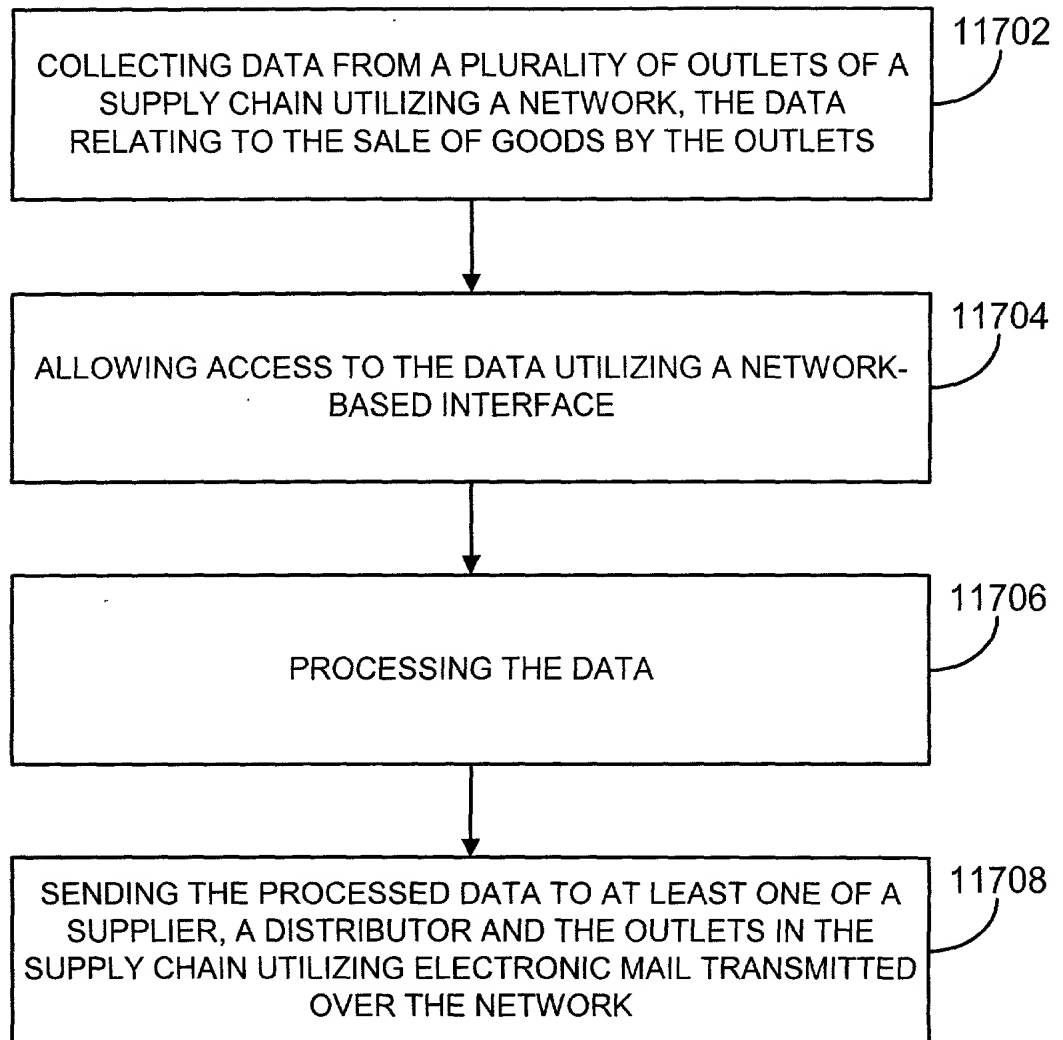 11702
COLLECTING DATA FROM A PLURALITY OF OUTLETS OF A
SUPPLY CHAIN UTILIZING A NETWORK, THE DATA
RELATING TO THE SALE OF GOODS BY THE OUTLETS
11704
ALLOWING ACCESS TO THE DATA UTILIZING A NETWORK-
BASED INTERFACE
11706
PROCESSING THE DATA
11708
SENDING THE PROCESSED DATA TO AT LEAST ONE OF A
SUPPLIER, A DISTRIBUTOR AND THE OUTLETS IN THE
SUPPLY CHAIN UTILIZING ELECTRONIC MAIL TRANSMITTED
OVER THE NETWORK